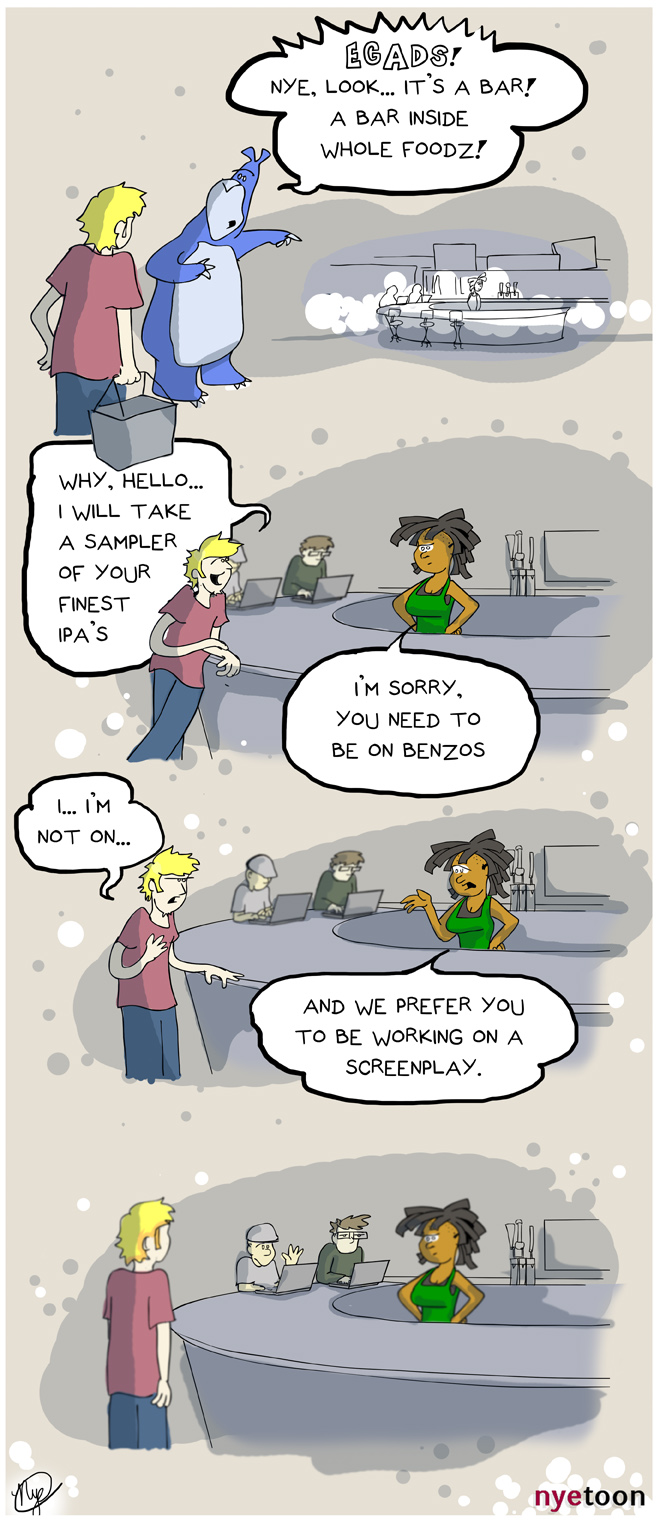 EGADS!
NYE, LOOK... IT'S A BAR!
A BAR INSIDE
WHOLE FOODZ!
WHY, HELLO...
I WILL TAKE
A SAMPLER
OF YOUR
FINEST
IPA'S
I'M SORRY,
YOU NEED TO
BE ON BENZOS
I... I'M
NOT ON...
AND WE PREFER YOU
TO BE WORKING ON A
SCREENPLAY.
Nye
nyetoon